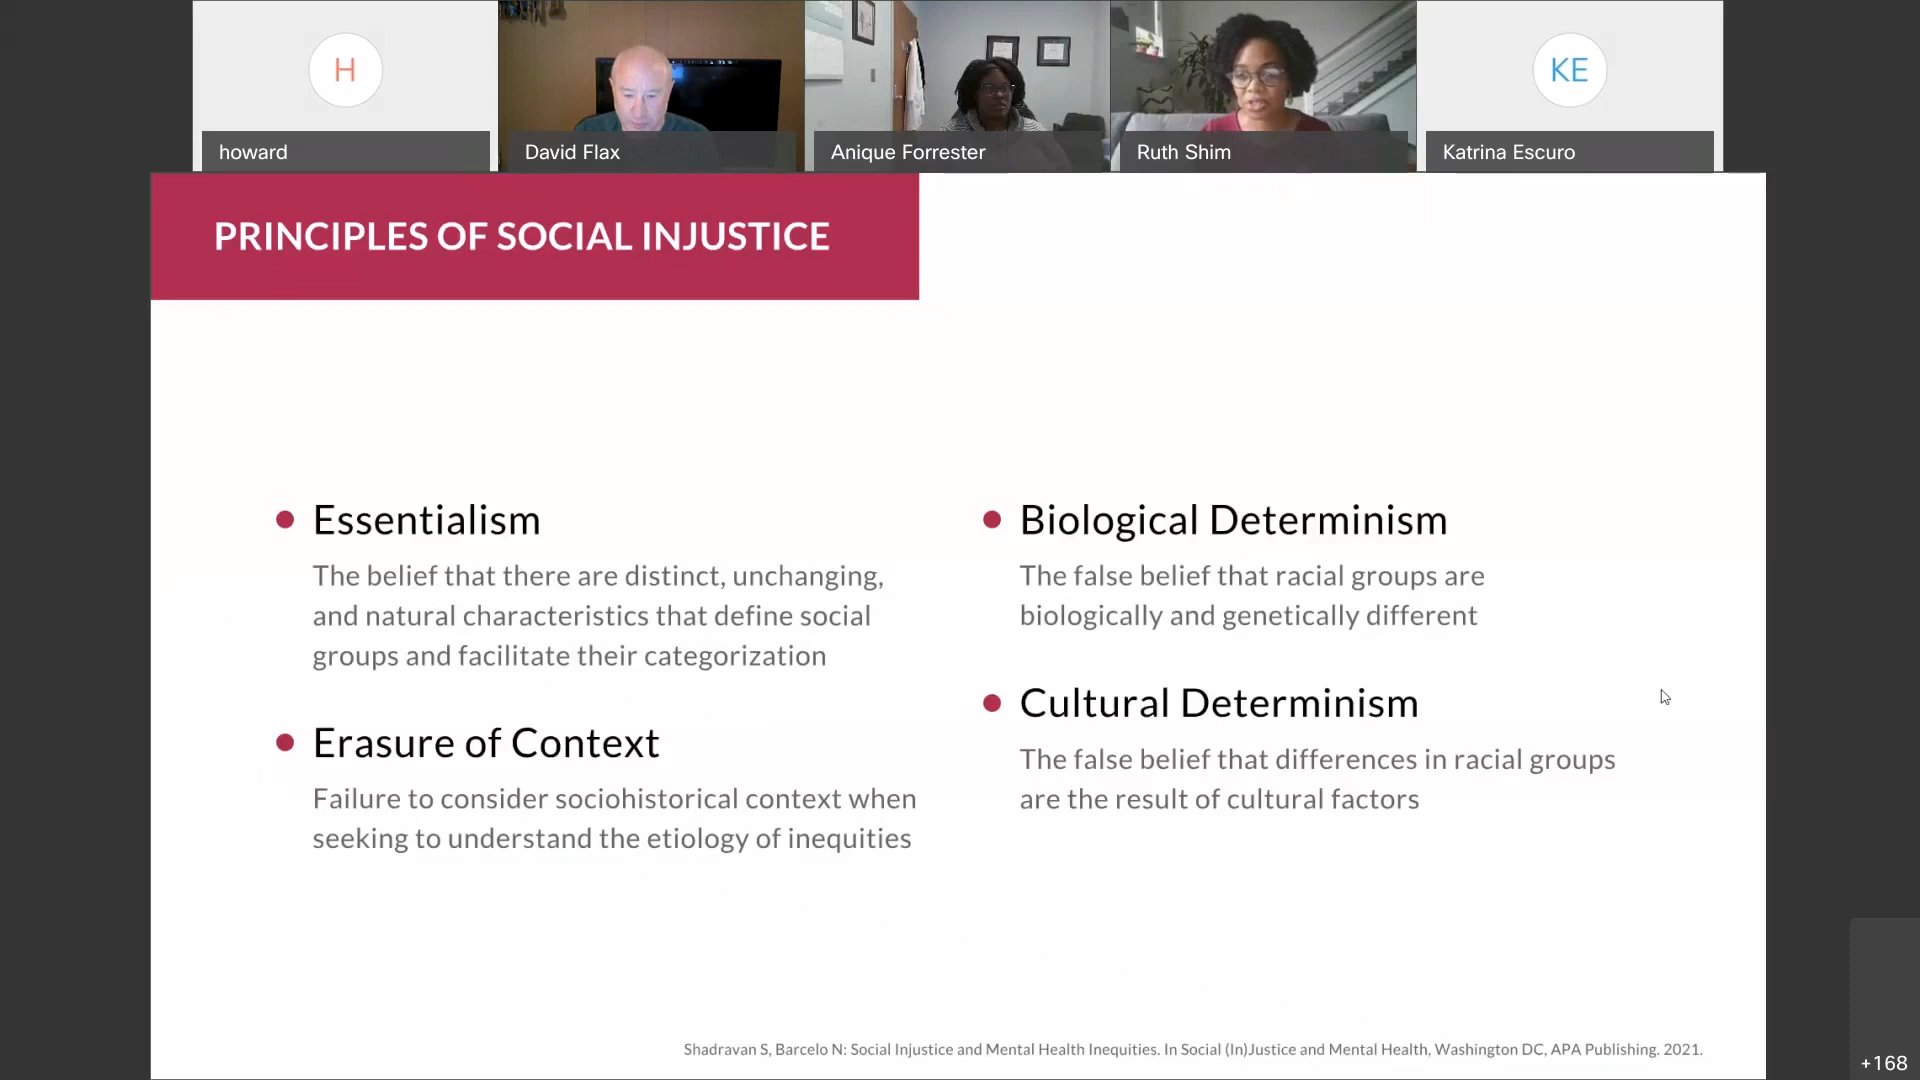 H
KE
howard
David Flax
Anique Forrester
Ruth Shim
Katrina Escuro
PRINCIPLES OF SOCIAL INJUSTICE
Essentialism
The belief that there are distinct, unchanging,
and natural characteristics that define social
groups and facilitate their categorization
Erasure of Context
Failure to consider sociohistorical context when
seeking to understand the etiology of inequities
Biological Determinism
The false belief that racial groups are
biologically and genetically different
Cultural Determinism
The false belief that differences in racial groups
are the result of cultural factors
Shadravan S, Barcelo N: Social Injustice and Mental Health Inequities. In Social (In)Justice and Mental Health, Washington DC, APA Publishing. 2021.
+168